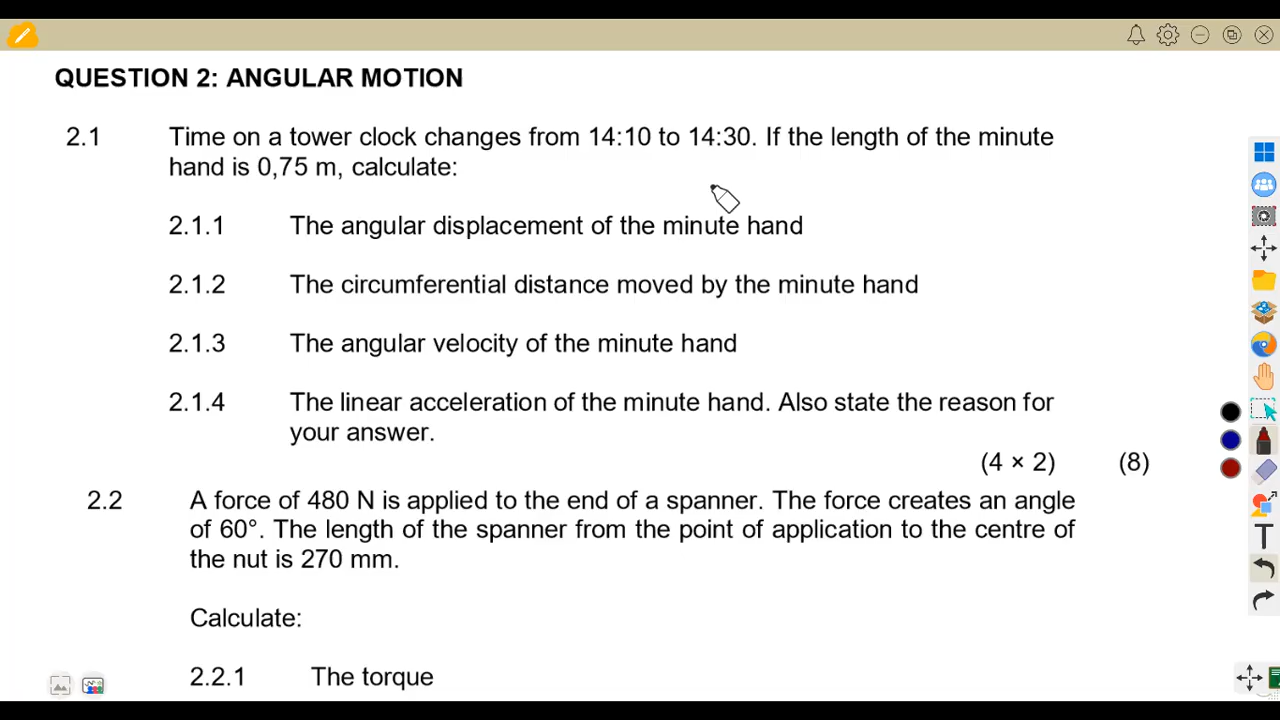 QUESTION 2: ANGULAR MOTION
2.1 Time on a tower clock changes from 14:10 to 14:30. If the length of the minute
hand is 0,75 m, calculate:
2.1.1 The angular displacement of the minute hand
2.1.2 The circumferential distance moved by the minute hand
2.1.3 The angular velocity of the minute hand
2.1.4 The linear acceleration of the minute hand. Also state the reason for
your answer.
(4 × 2) (8)
2.2 A force of 480 N is applied to the end of a spanner. The force creates an angle
of 60°. The length of the spanner from the point of application to the centre of
the nut is 270 mm.
Calculate:
2.2.1 The torque